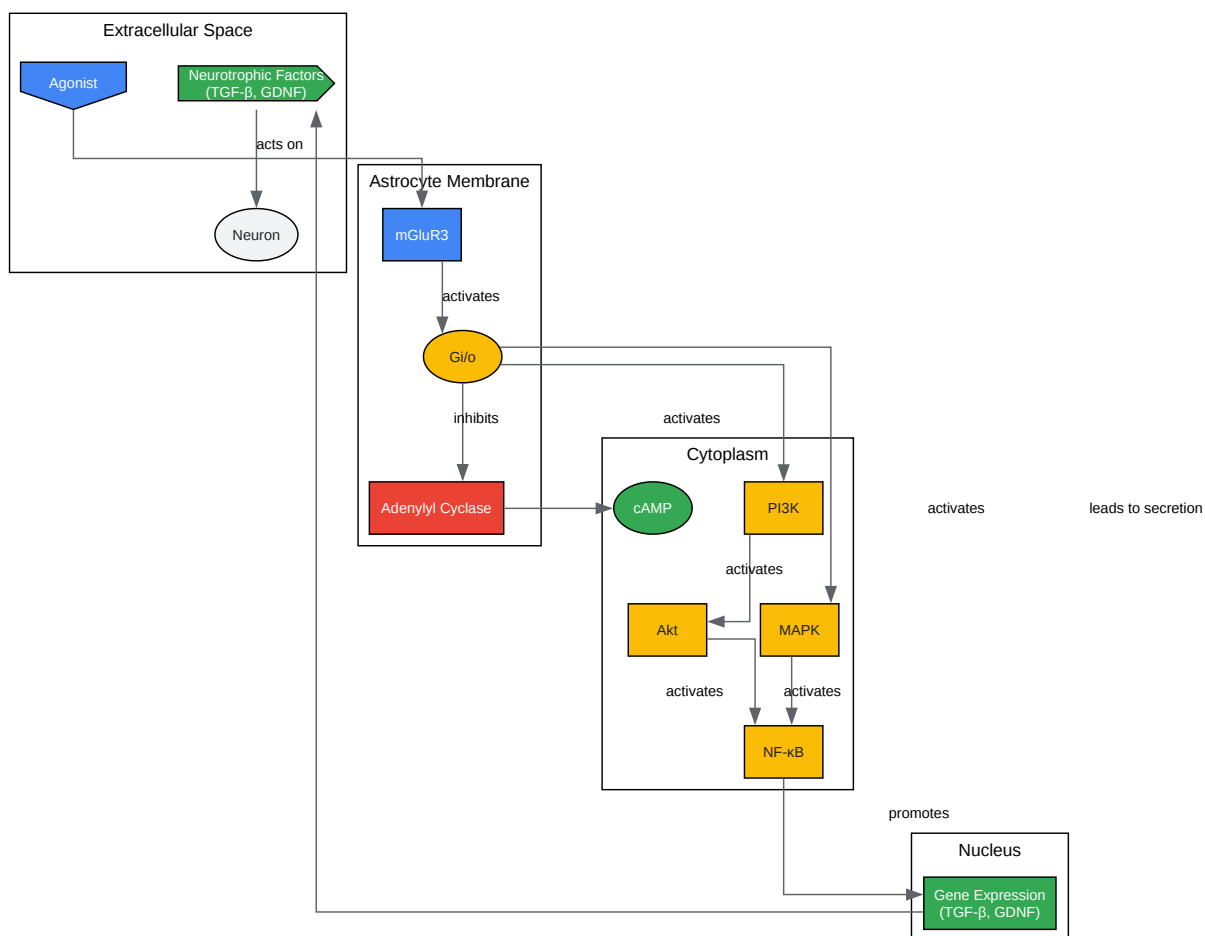 Extracellular Space
Agonist
Neurotrophic Factors
(TGF-β, GDNF)
acts on
Neuron
Astrocyte Membrane
mGluR3
activates
Gi/o
inhibits
activates
Adenylyl Cyclase
Cytoplasm
cAMP
PI3K
activates
leads to secretion
activates
Akt
MAPK
activates
activates
NF-κB
promotes
Nucleus
Gene Expression
(TGF-β, GDNF)